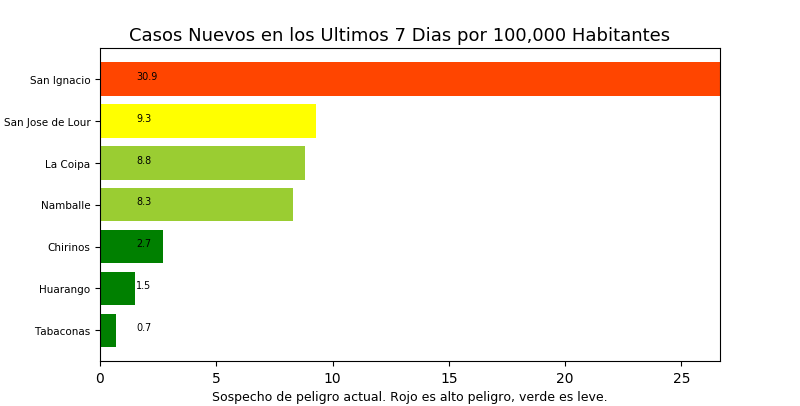 Casos Nuevos en los Ultimos 7 Dias por 100,000 Habitantes
San Ignacio 30.9
San Jose de Lour 9.3
La Coipa 8.8
Namballe 8.3
Chirinos 2.7
Huarango 1.5
Tabaconas 0.7
0 5 10 15 20 25
Sospecho de peligro actual. Rojo es alto peligro, verde es leve.